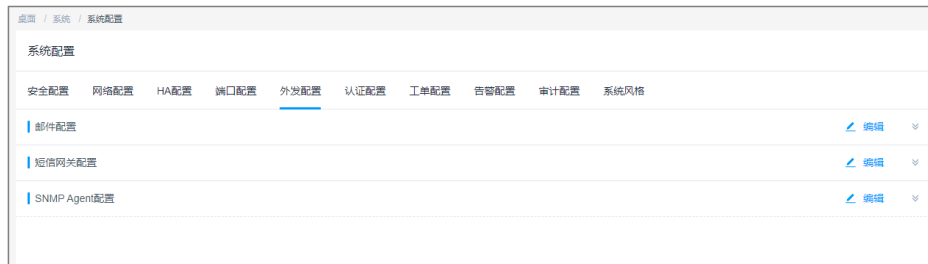 桌面 / 系统 / 系统配置
系统配置
安全配置 网络配置 HA配置 端口配置 外发配置 认证配置 工单配置 告警配置 审计配置 系统风格
邮件配置 编辑
短信网关配置 编辑
SNMP Agent配置 编辑